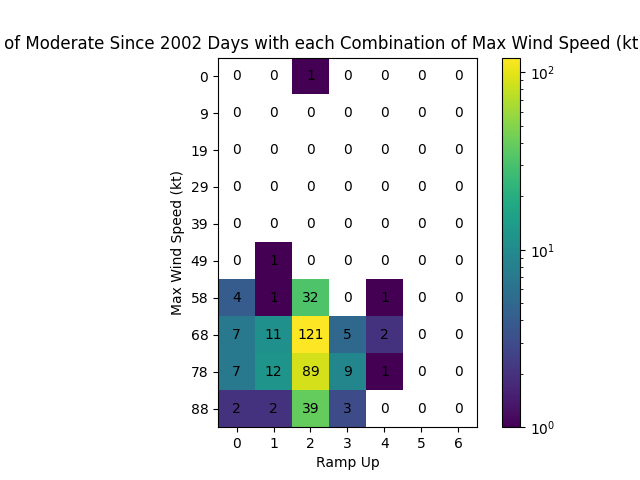 of Moderate Since 2002 Days with each Combination of Max Wind Speed (kt
0 0 0 1 0 0 0 0
9 0 0 0 0 0 0 0
19 0 0 0 0 0 0 0
29 0 0 0 0 0 0 0
39 0 0 0 0 0 0 0
49 0 1 0 0 0 0 0
58 4 1 32 0 1 0 0
68 7 11 121 5 2 0 0
78 7 12 89 9 1 0 0
88 2 2 39 3 0 0 0
0 1 2 3 4 5 6
Ramp Up
Max Wind Speed (kt)
10²
10¹
10⁰